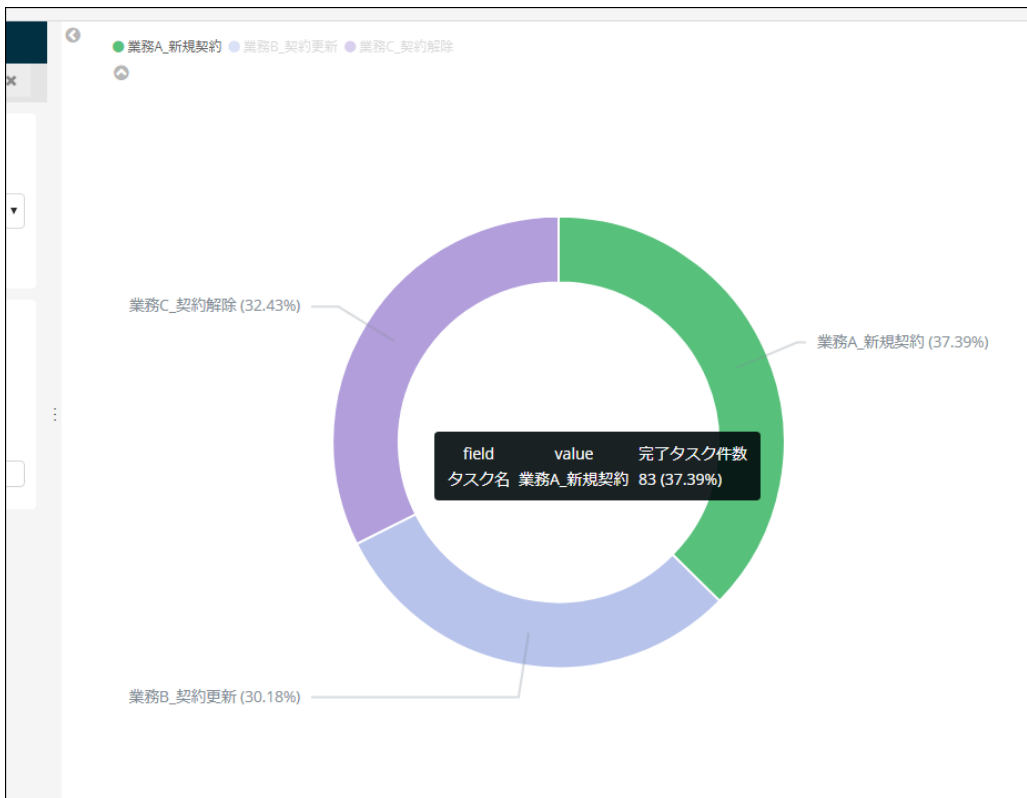 業務A_新規契約 業務B_契約更新 業務C_契約解除
業務C_契約解除 (32.43%)
業務A_新規契約 (37.39%)
field value 完了タスク件数
タスク名 業務A_新規契約 83 (37.39%)
業務B_契約更新 (30.18%)